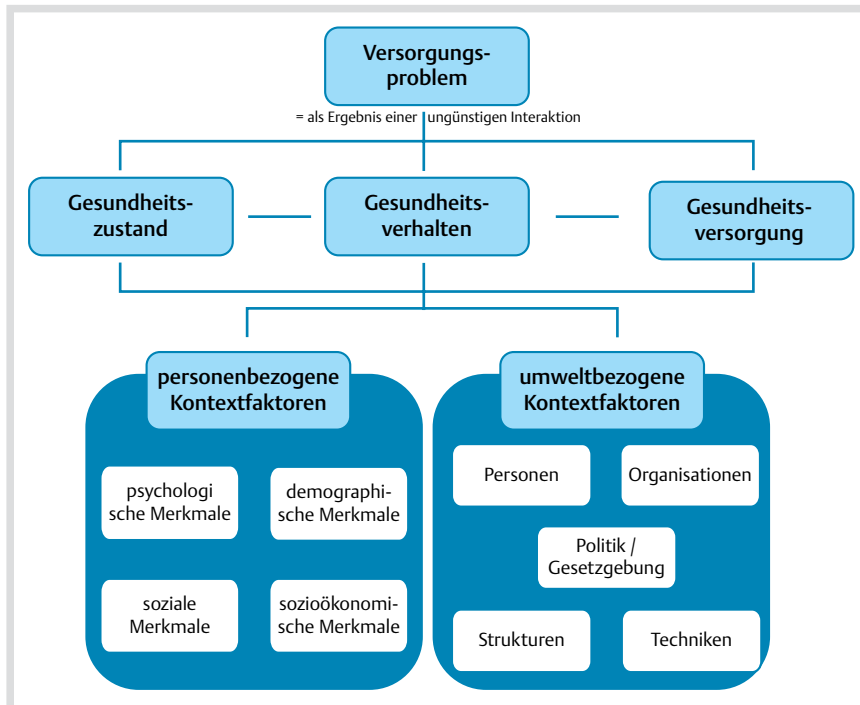 Versorgungs-
problem
= als Ergebnis einer ungünstigen Interaktion
Gesundheits-
zustand
Gesundheits-
verhalten
Gesundheits-
versorgung
personenbezogene
Kontextfaktoren
umweltbezogene
Kontextfaktoren
psychologi
sche Merkmale
demographi-
sche Merkmale
soziale
Merkmale
sozioökonomi-
sche Merkmale
Personen
Organisationen
Politik /
Gesetzgebung
Strukturen
Techniken